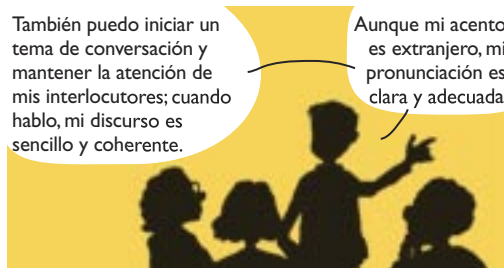 También puedo iniciar un
tema de conversación y
mantener la atención de
mis interlocutores; cuando
hablo, mi discurso es
sencillo y coherente.
Aunque mi acento
es extranjero, mi
pronunciación es
clara y adecuada